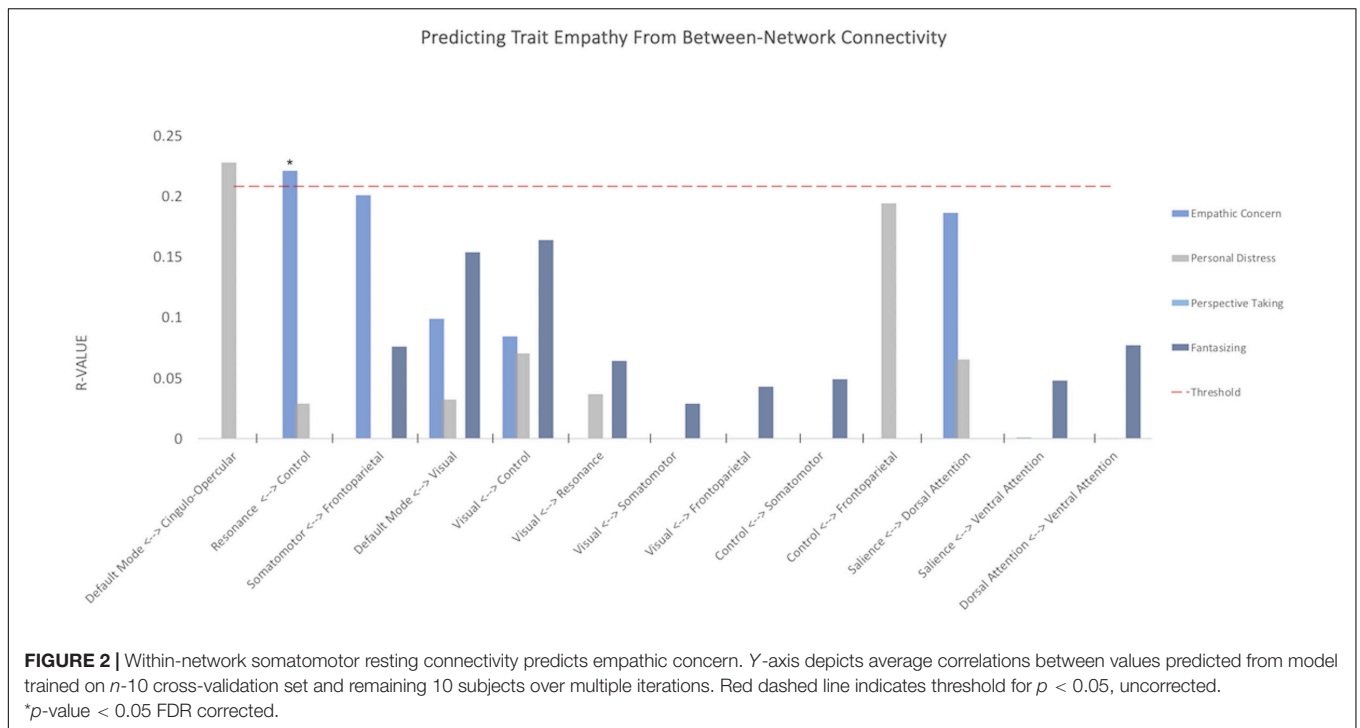 Predicting Trait Empathy From Between-Network Connectivity
R-VALUE
0.25
0.2
0.15
0.1
0.05
0
*
Default Mode <--> Cingulo-Opercular
Resonance <--> Control
Somatomotor <--> Frontoparietal
Default Mode <--> Visual
Visual <--> Control
Visual <--> Resonance
Visual <--> Somatomotor
Visual <--> Frontoparietal
Control <--> Somatomotor
Control <--> Frontoparietal
Salience <--> Dorsal Attention
Salience <--> Ventral Attention
Dorsal Attention <--> Ventral Attention
Empathic Concern
Personal Distress
Perspective Taking
Fantasizing
Threshold
FIGURE 2 | Within-network somatomotor resting connectivity predicts empathic concern. Y-axis depicts average correlations between values predicted from model
trained on n-10 cross-validation set and remaining 10 subjects over multiple iterations. Red dashed line indicates threshold for p < 0.05, uncorrected.
*p-value < 0.05 FDR corrected.